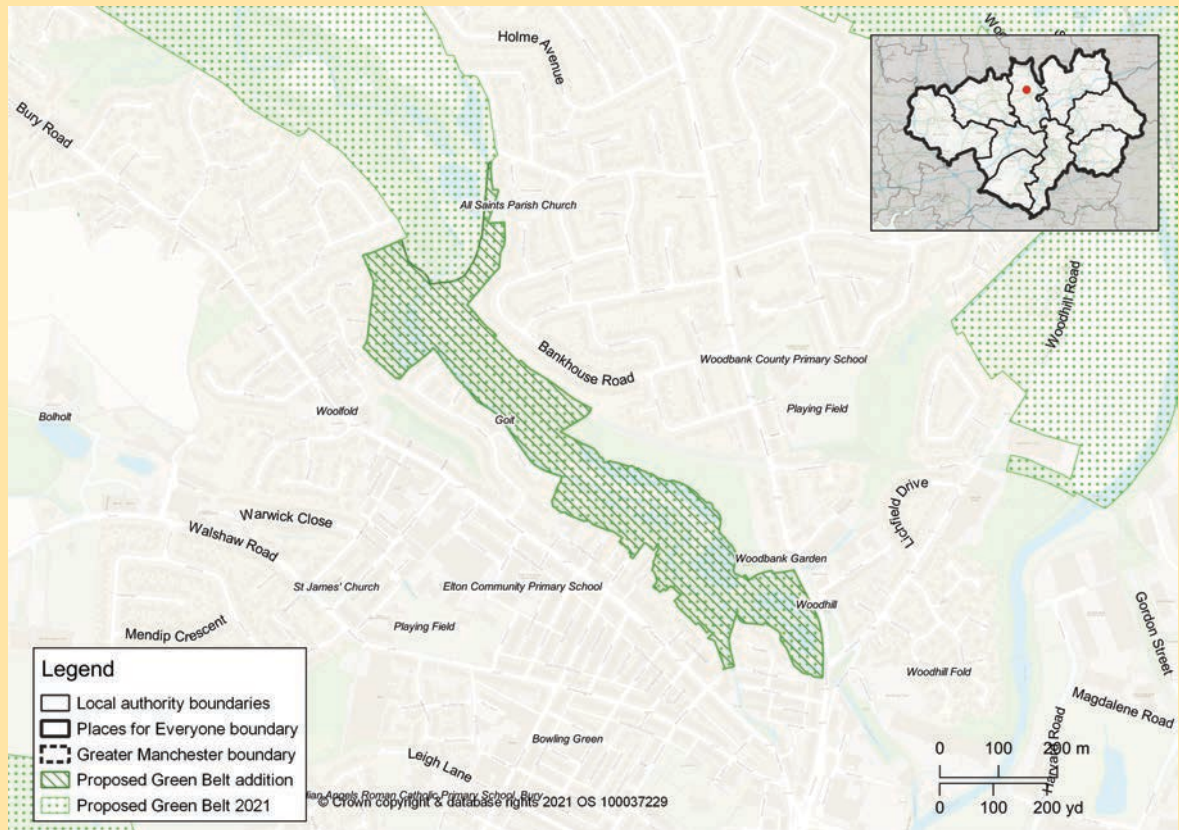 Holme
Avenue
Bury Road
All Saints Parish Church
Woodhill Road
Bankhouse Road
Woodbank County Primary School
Playing Field
Bolholt
Woolfold
Goit
Lichfield Drive
Warwick Close
Walshaw Road
Woodbank Garden
St James' Church
Elton Community Primary School
Woodhill
Gordon Street
Playing Field
Mendip Crescent
Woodhill Fold
Magdalene Road
Harvard Road
Bowling Green
Leigh Lane
Legend
Local authority boundaries
Places for Everyone boundary
Greater Manchester boundary
Proposed Green Belt addition
Proposed Green Belt 2021
0 100 200 m
0 100 200 yd
Angels Roman Catholic Primary School, Bury
© Crown copyright & database rights 2021 OS 100037229